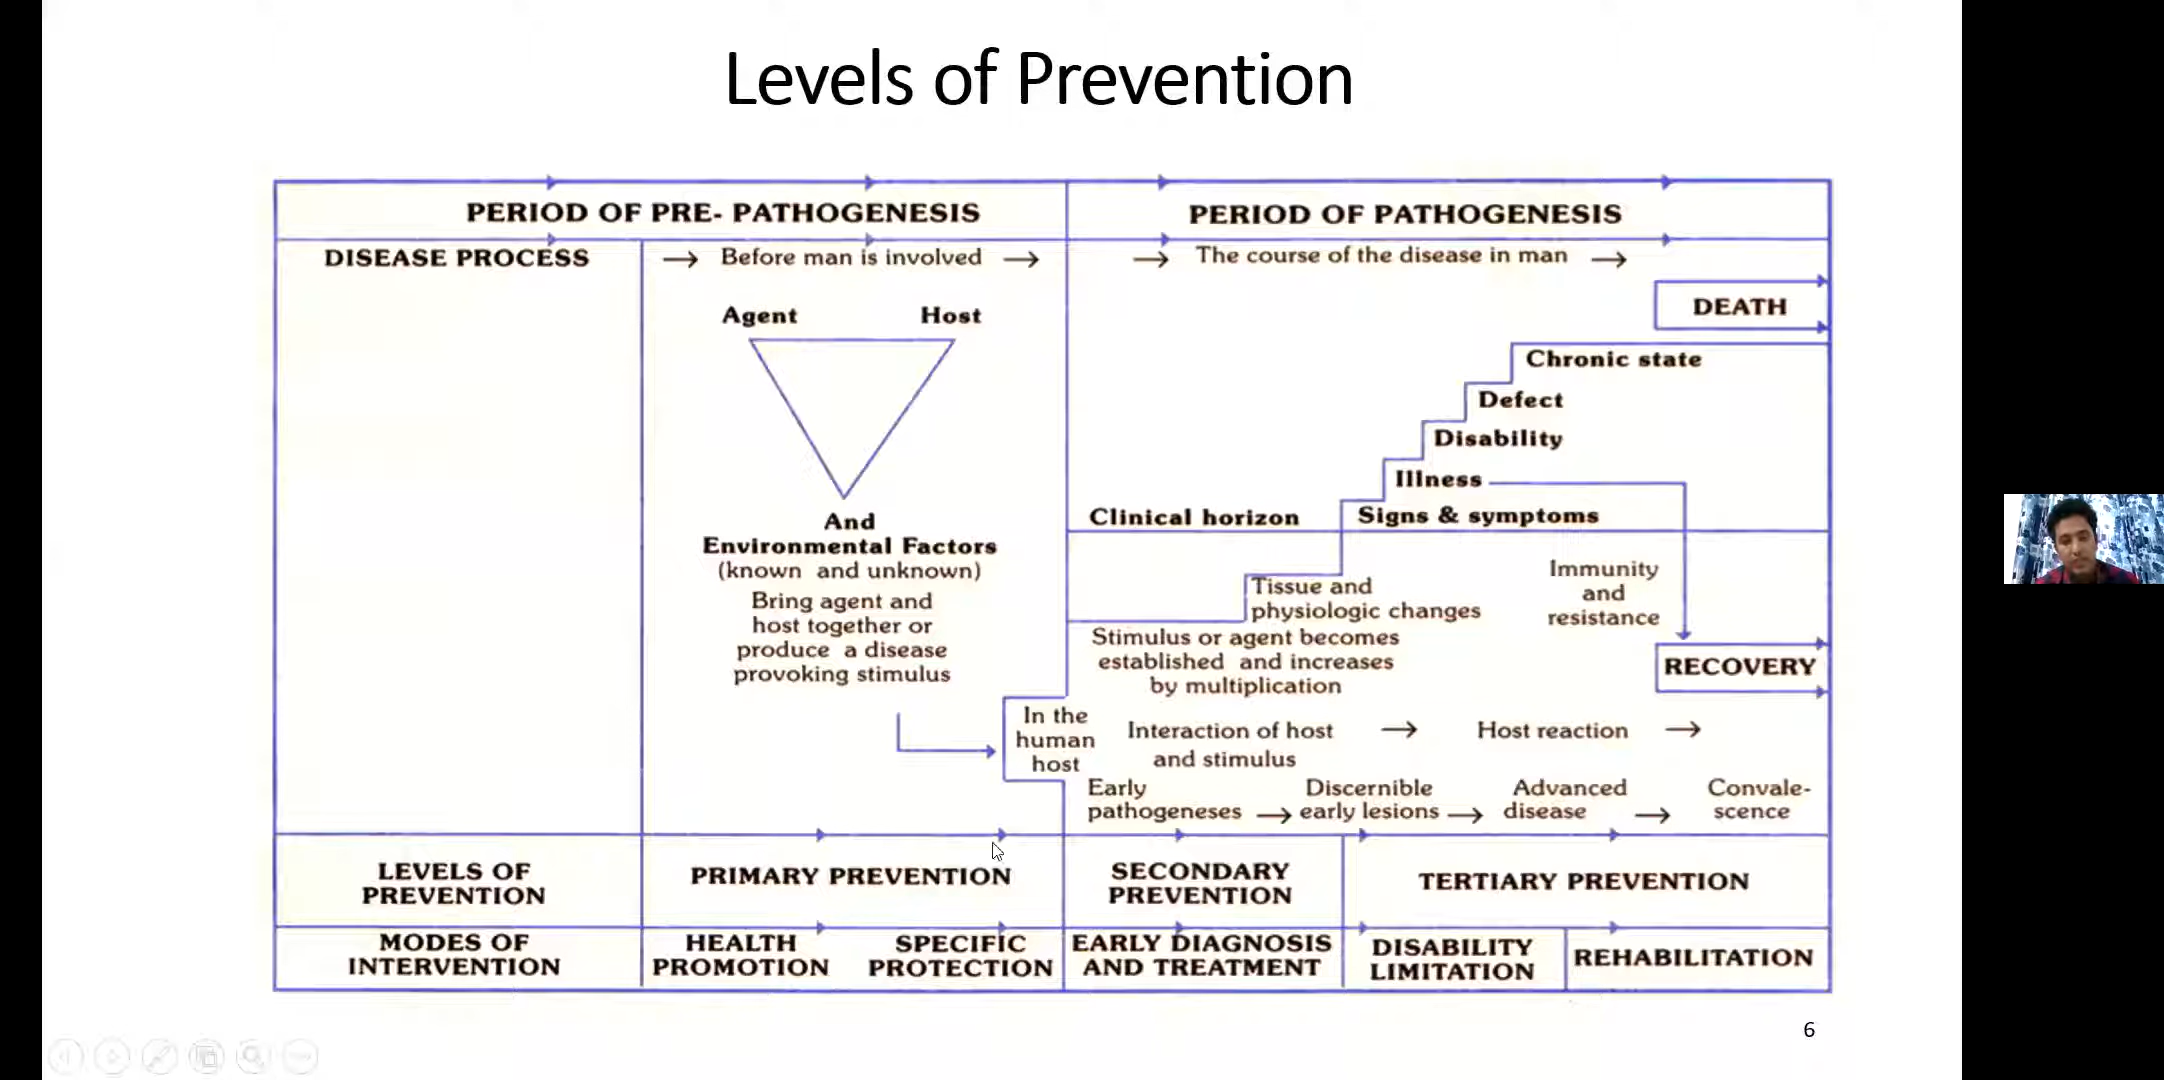 Levels of Prevention
PERIOD OF PRE- PATHOGENESIS
PERIOD OF PATHOGENESIS
DISEASE PROCESS
→ Before man is involved →
→ The course of the disease in man →
Agent
Host
And
Environmental Factors
(known and unknown)
Bring agent and
host together or
produce a disease
provoking stimulus
DEATH
Chronic state
Defect
Disability
Illness
Clinical horizon
Signs & symptoms
Tissue and
physiologic changes
Immunity
and
resistance
Stimulus or agent becomes
established and increases
by multiplication
RECOVERY
In the
human
host
Interaction of host →
and stimulus
Host reaction →
Early
pathogeneses →
Discernible
early lesions →
Advanced
disease →
Convale-
scence
LEVELS OF
PREVENTION
PRIMARY PREVENTION
SECONDARY
PREVENTION
TERTIARY PREVENTION
MODES OF
INTERVENTION
HEALTH
PROMOTION
SPECIFIC
PROTECTION
EARLY DIAGNOSIS
AND TREATMENT
DISABILITY
LIMITATION
REHABILITATION
6